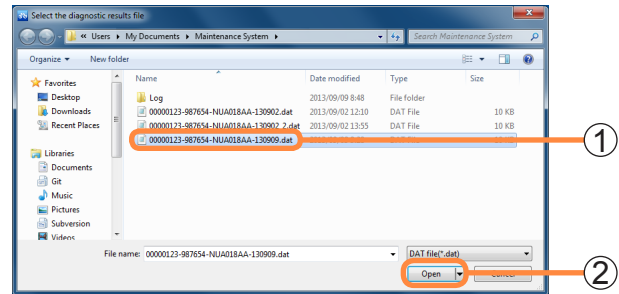 Select the diagnostic results file
« Users ▸ My Documents ▸ Maintenance System ▸
Search Maintenance System
Organize ▾ New folder
Favorites
Desktop
Downloads
Recent Places
Libraries
Documents
Git
Music
Pictures
Subversion
Videos
Name Date modified Type Size
Log 2013/09/09 8:48 File folder
00000123-987654-NUA018AA-130902.dat 2013/09/02 12:10 DAT File 10 KB
00000123-987654-NUA018AA-130902_2.dat 2013/09/02 13:55 DAT File 10 KB
00000123-987654-NUA018AA-130909.dat
①
File name: 00000123-987654-NUA018AA-130909.dat DAT file(*.dat)
Open
②